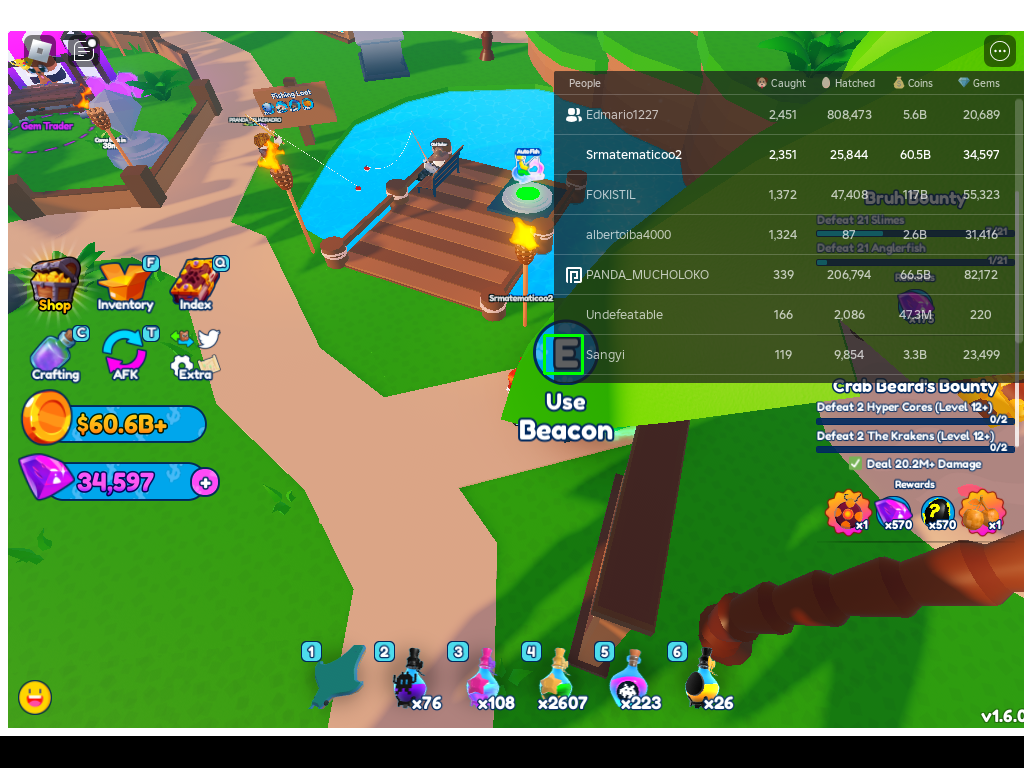 People Caught Hatched Coins Gems
Edmario1227 2,451 808,473 5.6B 20,689
Srmatematicoo2 2,351 25,844 60.5B 34,597
FOKISTIL 1,372 47,408 117B 55,323
albertoiba4000 1,324 87 2.6B 31,416
PANDA_MUCHOLOKO 339 206,794 66.5B 82,172
Undefeatable 166 2,086 47.3M 220
Sangyi 119 9,854 3.3B 23,499
Fishing Loot
Gem Trader
Auto Fish
Srmatematicoo2
Bruh Bounty
Defeat 21 Slimes
Defeat 21 Anglerfish
1/21
E
Use
Beacon
F
Q
Shop
Inventory
Index
C
T
Crafting
AFK
Extra
$60.6B+
34,597
Crab Beard's Bounty
Defeat 2 Hyper Cores (Level 12+)
0/2
Defeat 2 The Krakens (Level 12+)
0/2
Deal 20.2M+ Damage
Rewards
x1 x570 x570 x1
1 2 3 4 5 6
x76 x108 x2607 x223 x26
v1.6.0